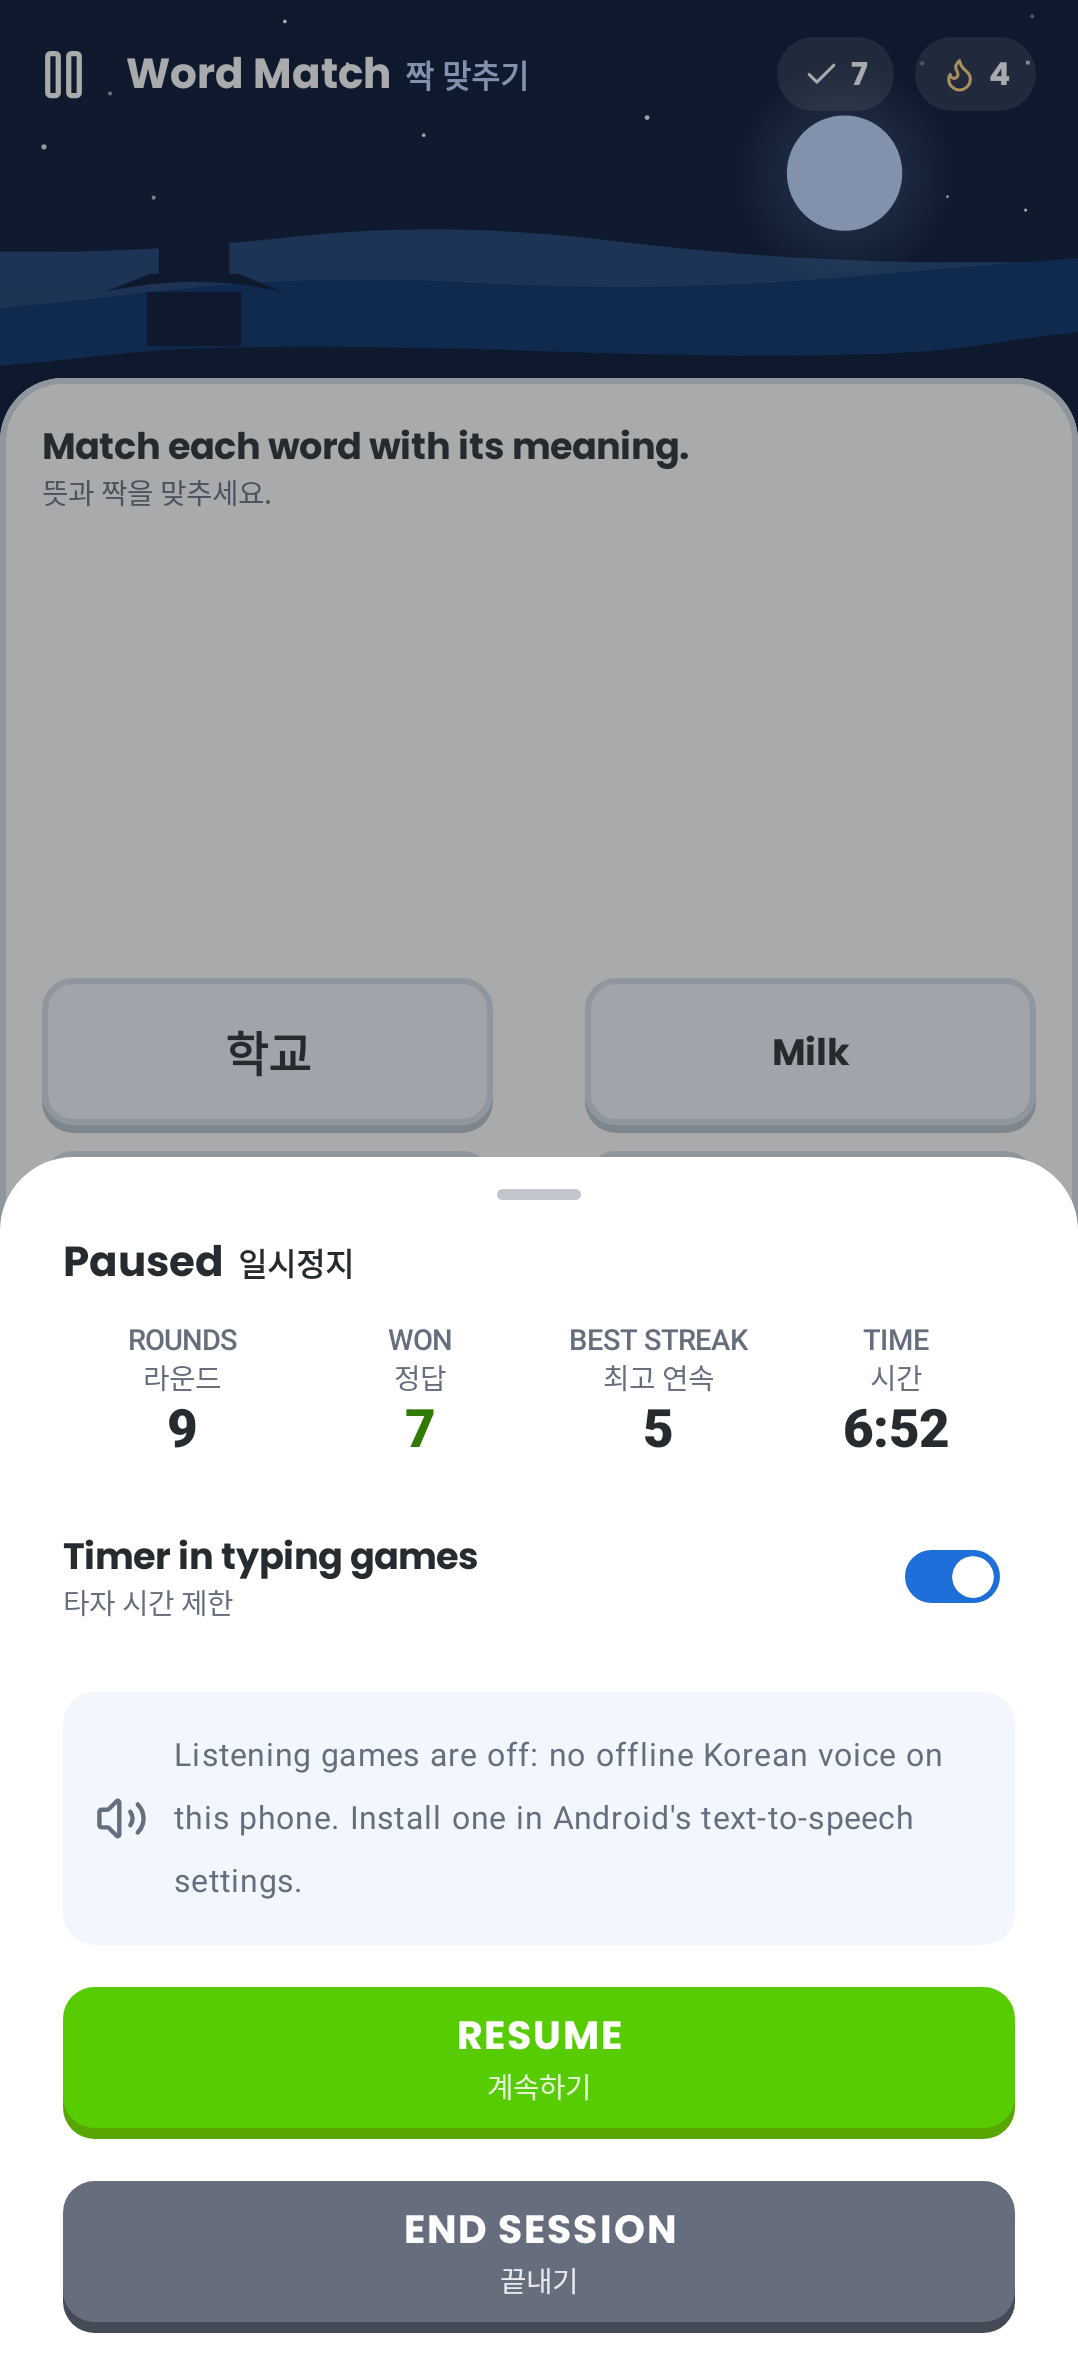 Word Match 짝 맞추기
7
4
Match each word with its meaning.
뜻과 짝을 맞추세요.
학교
Milk
Paused 일시정지
ROUNDS
라운드
9
WON
정답
7
BEST STREAK
최고 연속
5
TIME
시간
6:52
Timer in typing games
타자 시간 제한
Listening games are off: no offline Korean voice on
this phone. Install one in Android's text-to-speech
settings.
RESUME
계속하기
END SESSION
끝내기